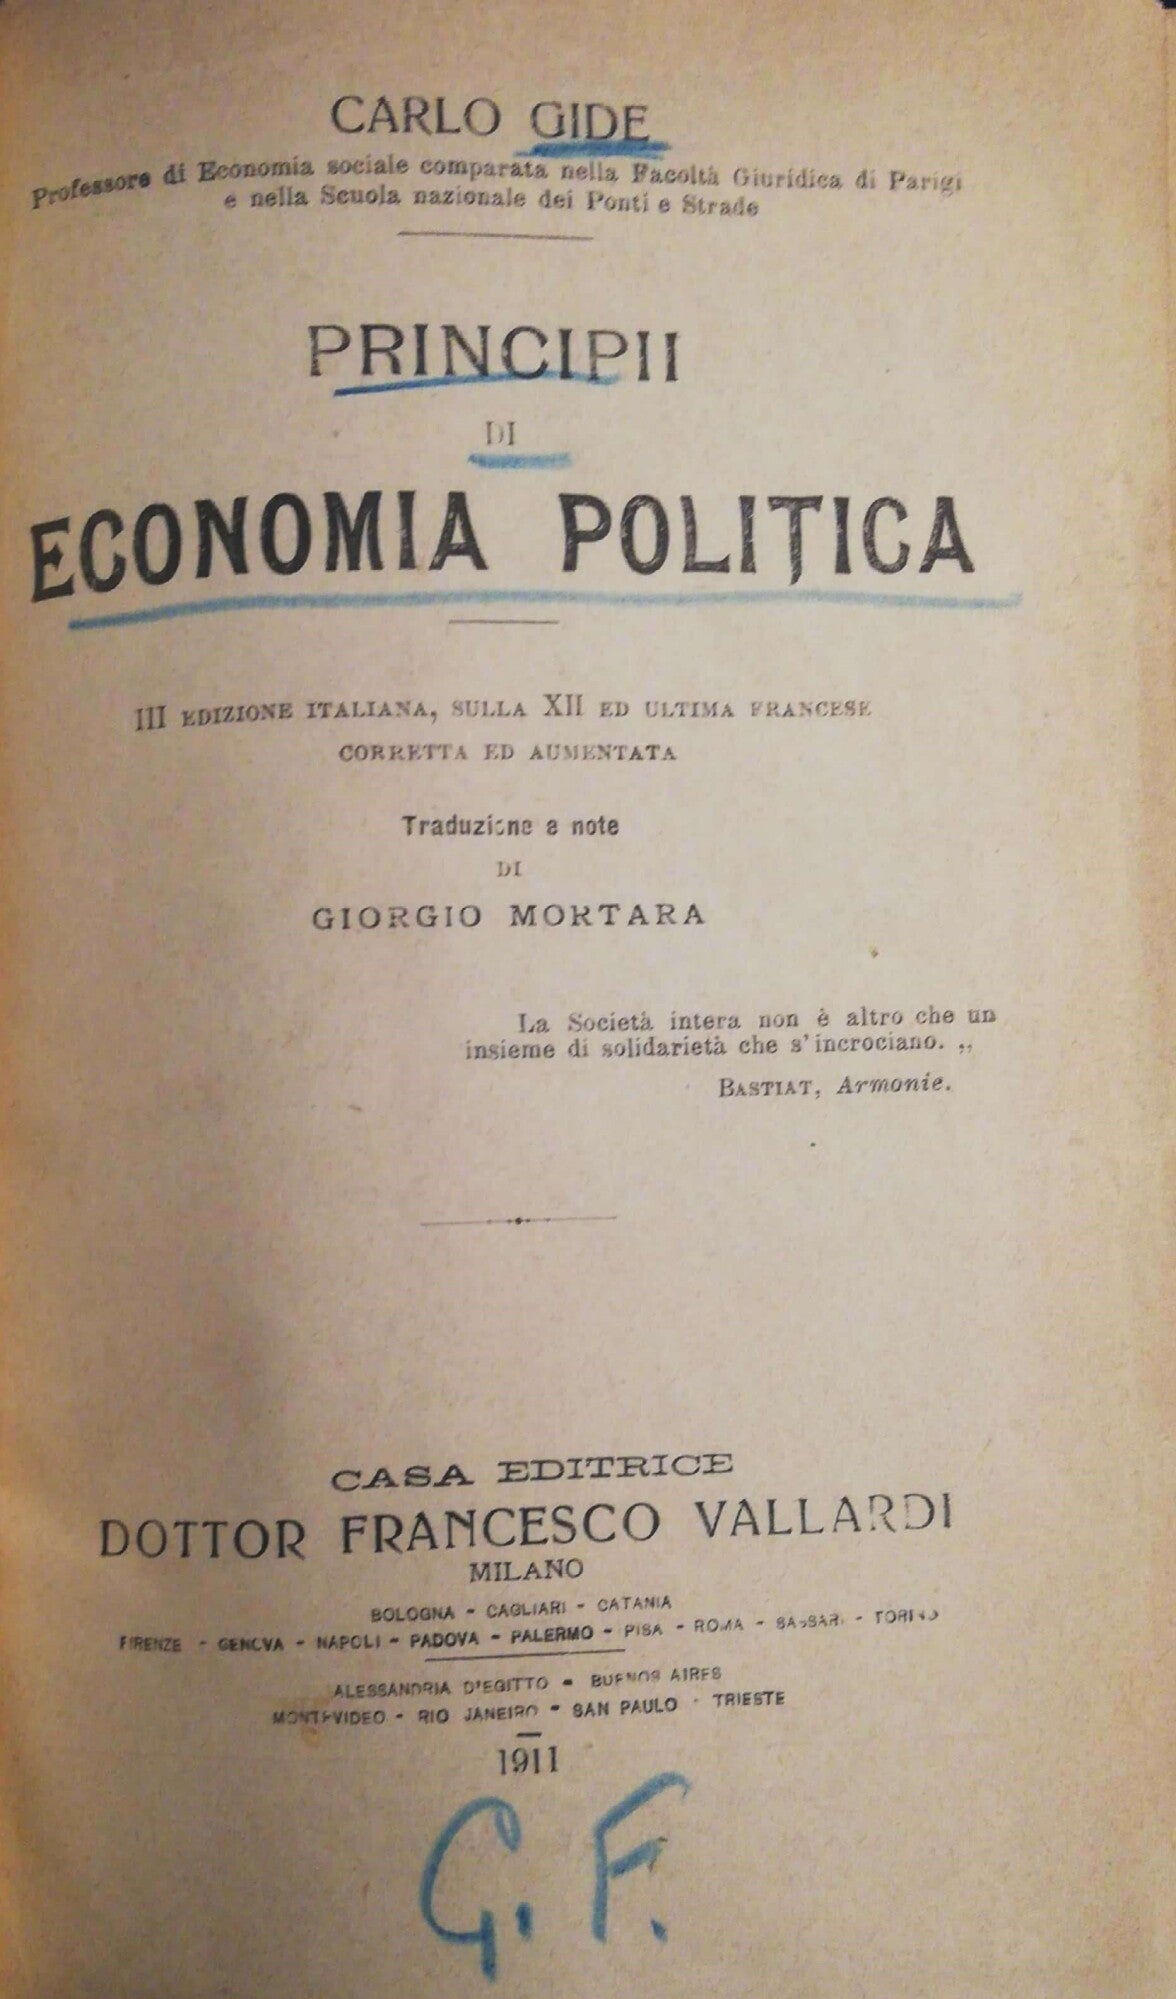 CARLO GIDE
Professore di Economia sociale comparata nella Facoltà Giuridica di Parigi
e nella Scuola nazionale dei Ponti e Strade
PRINCIPII
DI
ECONOMIA POLITICA
III EDIZIONE ITALIANA, SULLA XII ED ULTIMA FRANCESE
CORRETTA ED AUMENTATA
Traduzione e note
DI
GIORGIO MORTARA
La Società intera non è altro che un
insieme di solidarietà che s'incrociano. „
BASTIAT, Armonie.
CASA EDITRICE
DOTTOR FRANCESCO VALLARDI
MILANO
BOLOGNA - CAGLIARI - CATANIA
FIRENZE - GENOVA - NAPOLI - PADOVA - PALERMO - PISA - ROMA - SASSARI - TORINO
ALESSANDRIA D'EGITTO - BUENOS AIRES
MONTEVIDEO - RIO JANEIRO - SAN PAULO - TRIESTE
1911
G. F.